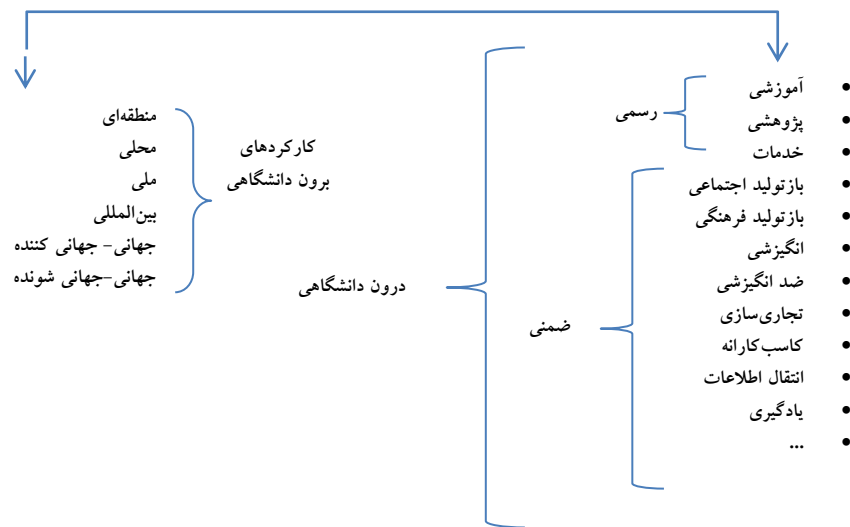 آموزشی
پژوهشی
خدمات
بازتولید اجتماعی
بازتولید فرهنگی
انگیزشی
ضد انگیزشی
تجاری‌سازی
کاسب‌کارانه
انتقال اطلاعات
یادگیری
...
رسمی
ضمنی
درون دانشگاهی
کارکردهای
برون دانشگاهی
منطقه‌ای
محلی
ملی
بین‌المللی
جهانی- جهانی کننده
جهانی-جهانی شونده